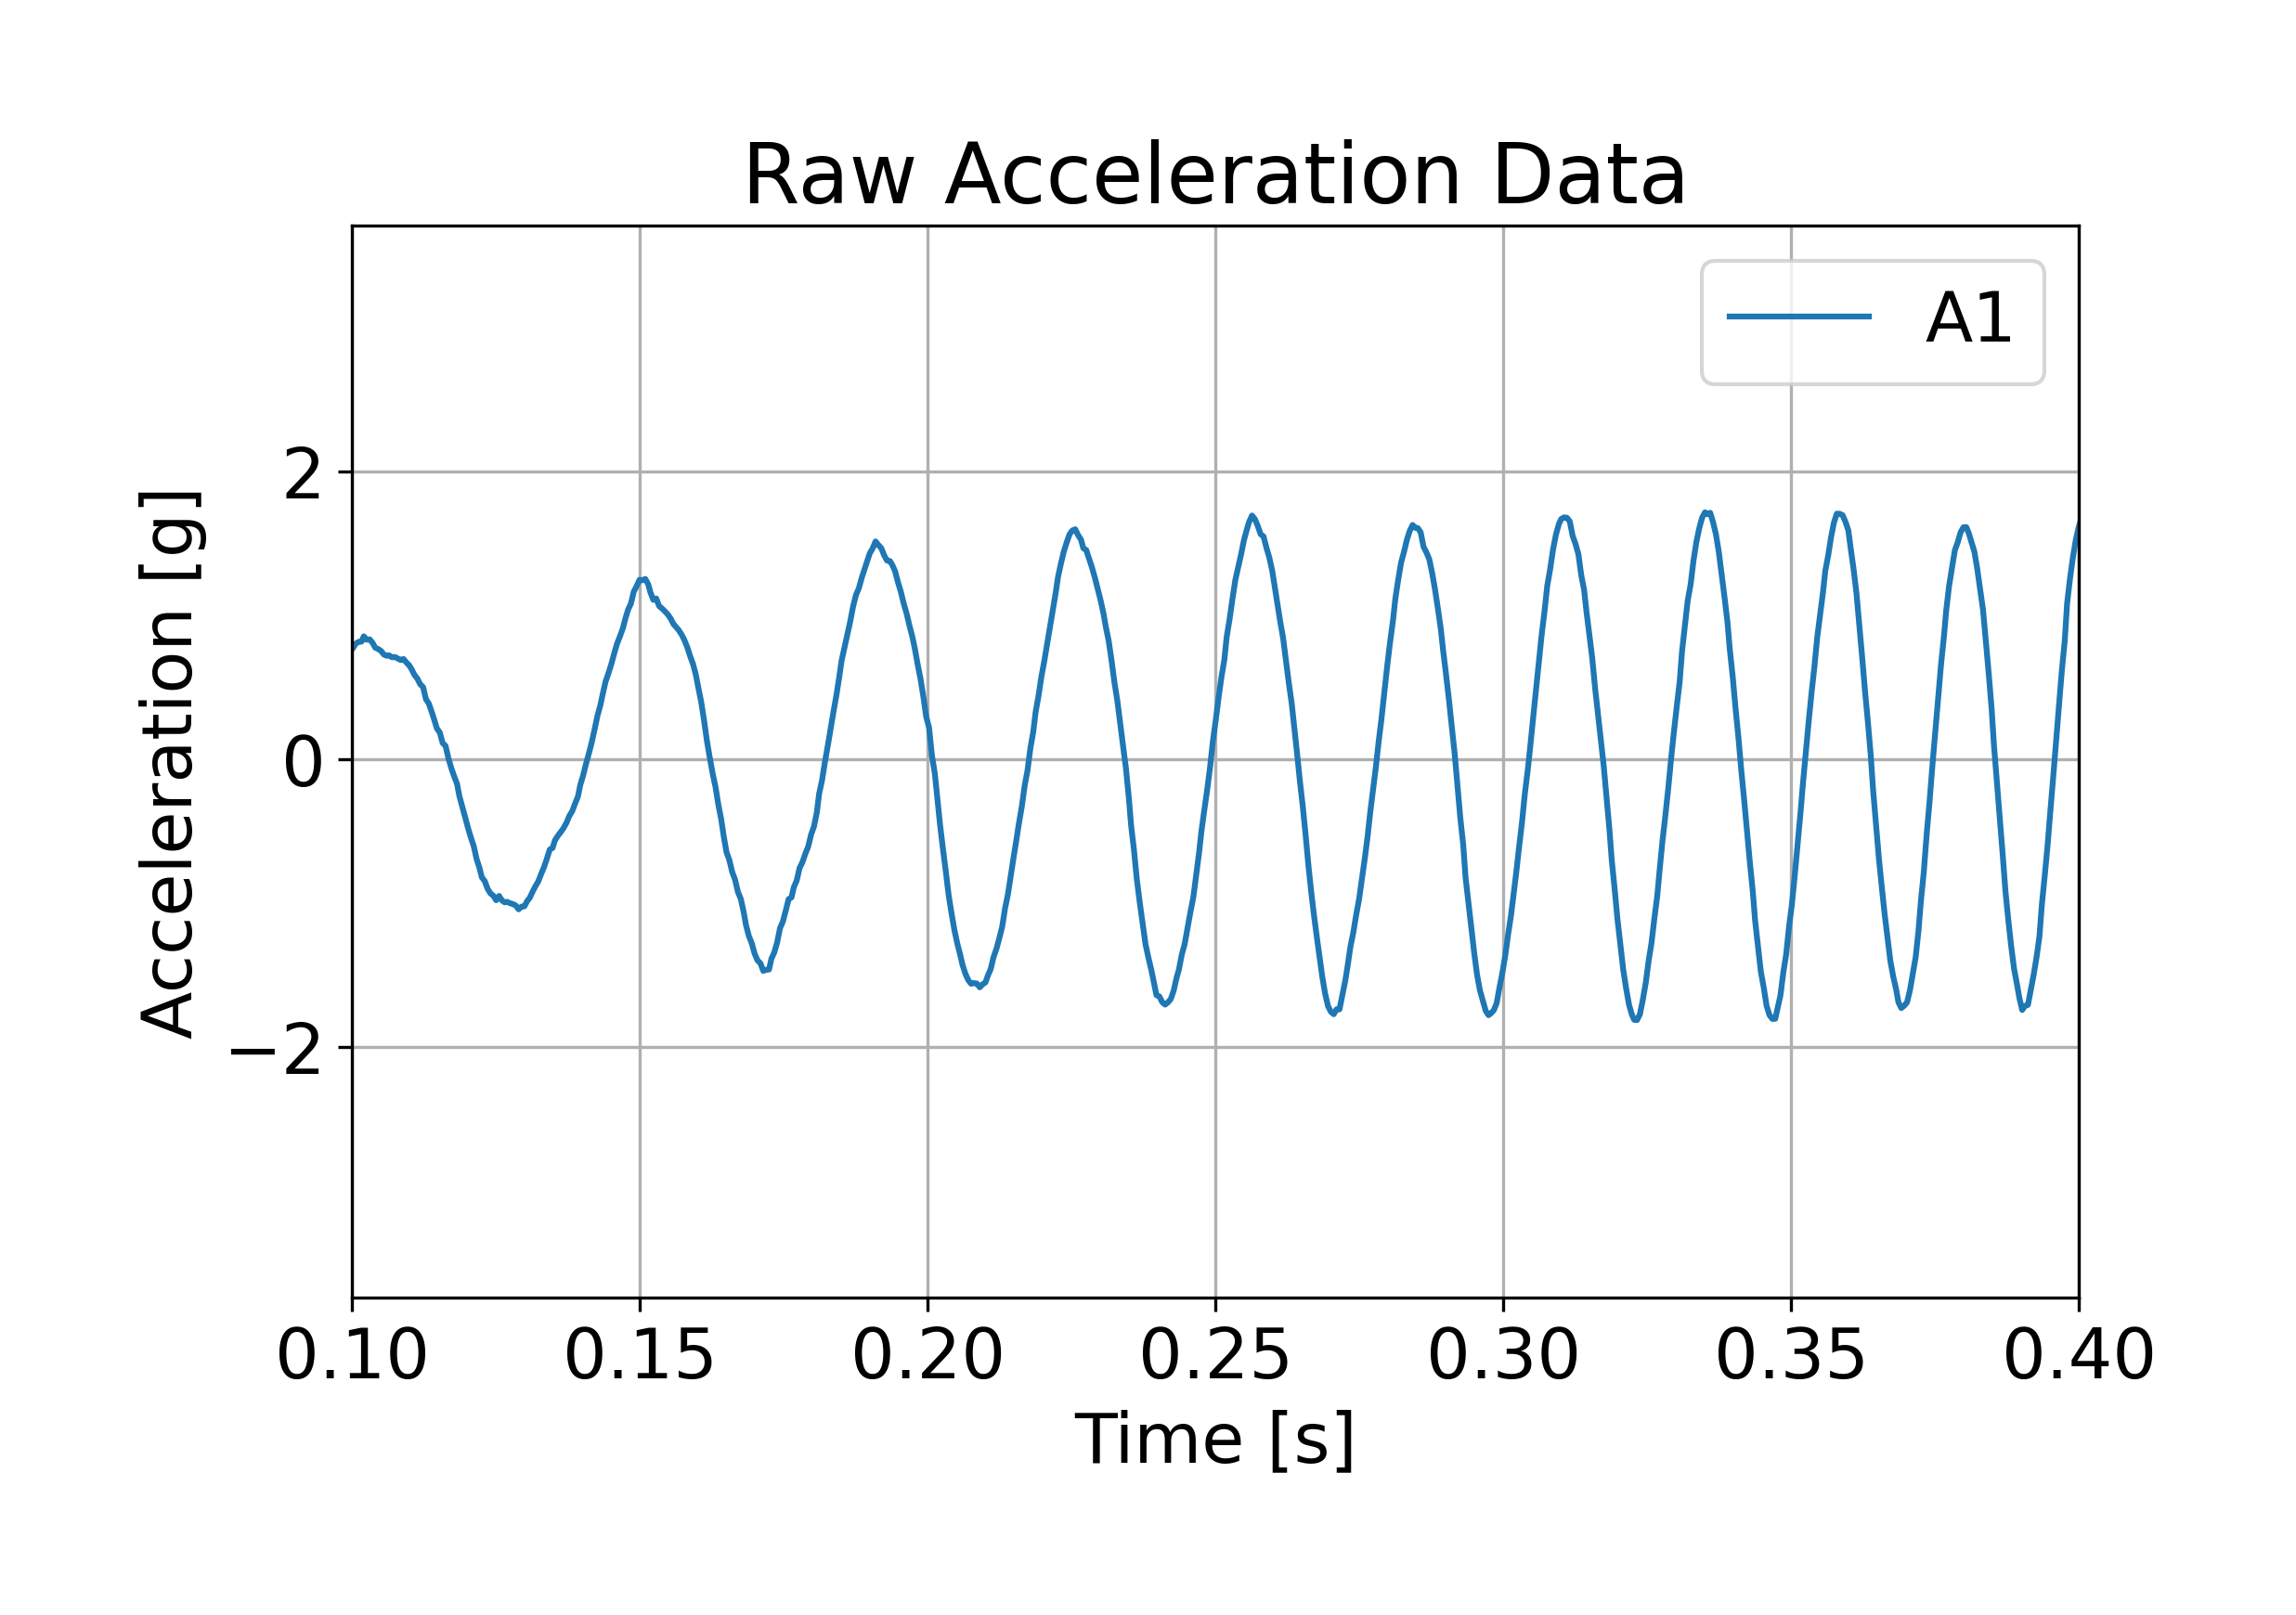 Raw Acceleration Data
A1
Acceleration [g]
2
0
−2
0.10 0.15 0.20 0.25 0.30 0.35 0.40
Time [s]